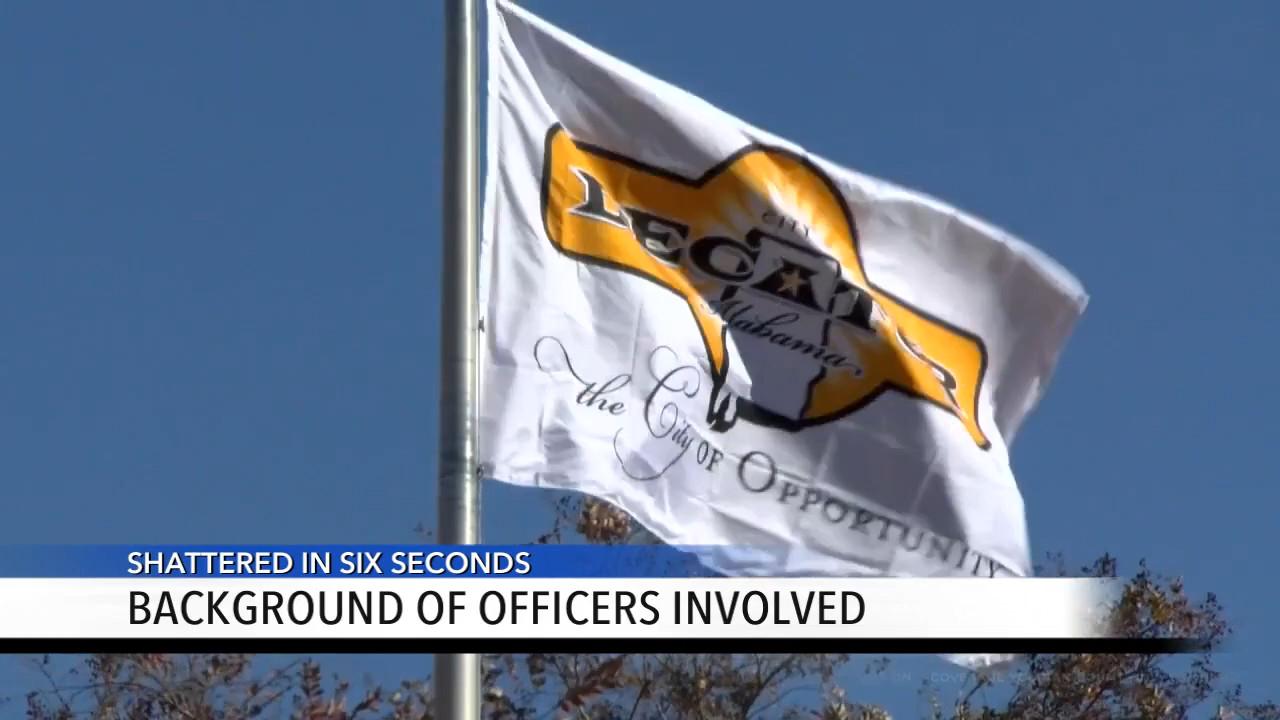 CITY
DECATUR
Alabama
the City OF OPPORTUNITY
SHATTERED IN SIX SECONDS
BACKGROUND OF OFFICERS INVOLVED